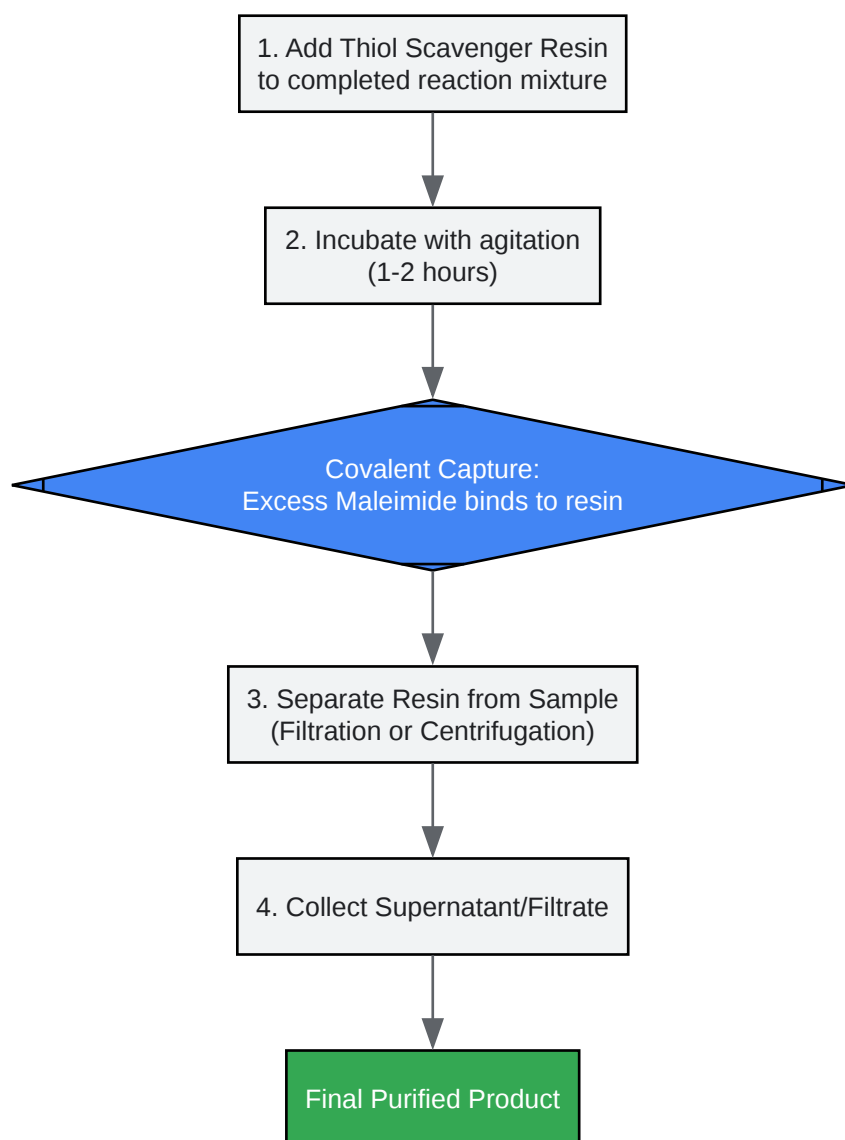 1. Add Thiol Scavenger Resin
to completed reaction mixture
2. Incubate with agitation
(1-2 hours)
Covalent Capture:
Excess Maleimide binds to resin
3. Separate Resin from Sample
(Filtration or Centrifugation)
4. Collect Supernatant/Filtrate
Final Purified Product